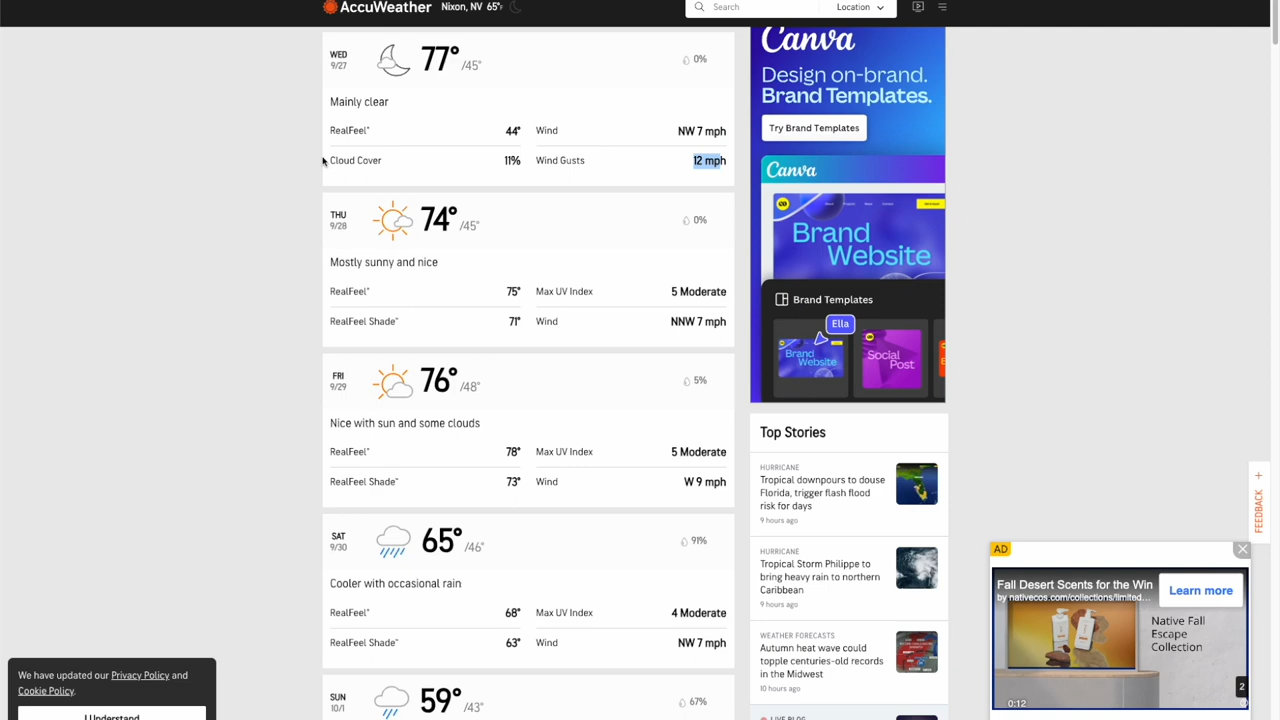 AccuWeather
Nixon, NV 65°F
Search
Location
WED
9/27
77° /45°
0%
Mainly clear
RealFeel® 44°
Wind NW 7 mph
Cloud Cover 11%
Wind Gusts 12 mph
THU
9/28
74° /45°
0%
Mostly sunny and nice
RealFeel® 75°
Max UV Index 5 Moderate
RealFeel Shade™ 71°
Wind NNW 7 mph
FRI
9/29
76° /48°
5%
Nice with sun and some clouds
RealFeel® 78°
Max UV Index 5 Moderate
RealFeel Shade™ 73°
Wind W 9 mph
SAT
9/30
65° /46°
91%
Cooler with occasional rain
RealFeel® 68°
Max UV Index 4 Moderate
RealFeel Shade™ 63°
Wind NW 7 mph
SUN
10/1
59° /43°
67%
Canva
Design on-brand.
Brand Templates.
Try Brand Templates
Canva
Brand
Website
Brand Templates
Ella
Brand
Website
Social
Post
Top Stories
HURRICANE
Tropical downpours to douse
Florida, trigger flash flood
risk for days
9 hours ago
HURRICANE
Tropical Storm Philippe to
bring heavy rain to northern
Caribbean
9 hours ago
WEATHER FORECASTS
Autumn heat wave could
topple centuries-old records
in the Midwest
10 hours ago
LIVE BLOG
FEEDBACK
AD
Fall Desert Scents for the Win
by nativecos.com/collections/limited...
Learn more
Native Fall
Escape
Collection
0:12
2
We have updated our Privacy Policy and
Cookie Policy.
I Understand